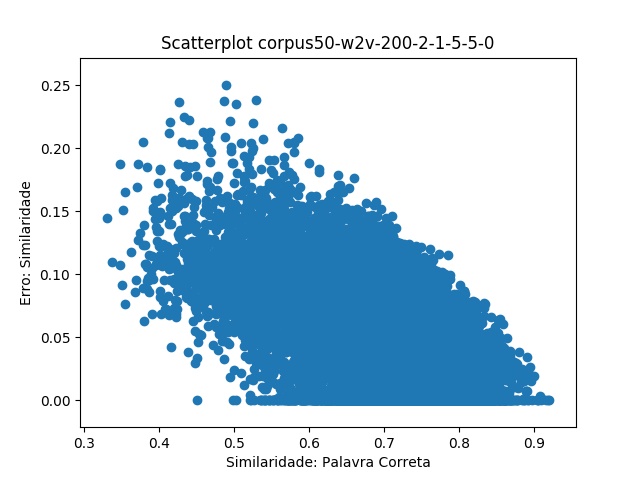 Scatterplot corpus50-w2v-200-2-1-5-5-0
Erro: Similaridade
0.25
0.20
0.15
0.10
0.05
0.00
0.3 0.4 0.5 0.6 0.7 0.8 0.9
Similaridade: Palavra Correta